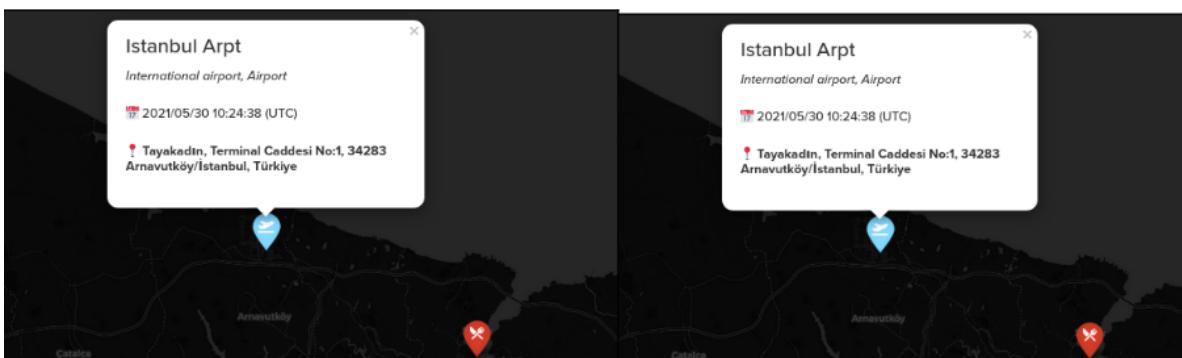 Istanbul Arpt
International airport, Airport
2021/05/30 10:24:38 (UTC)
Tayakadın, Terminal Caddesi No:1, 34283
Arnavutköy/İstanbul, Türkiye
Arnavutköy
Çatalca
Istanbul Arpt
International airport, Airport
2021/05/30 10:24:38 (UTC)
Tayakadın, Terminal Caddesi No:1, 34283
Arnavutköy/İstanbul, Türkiye
Arnavutköy
Çatalca